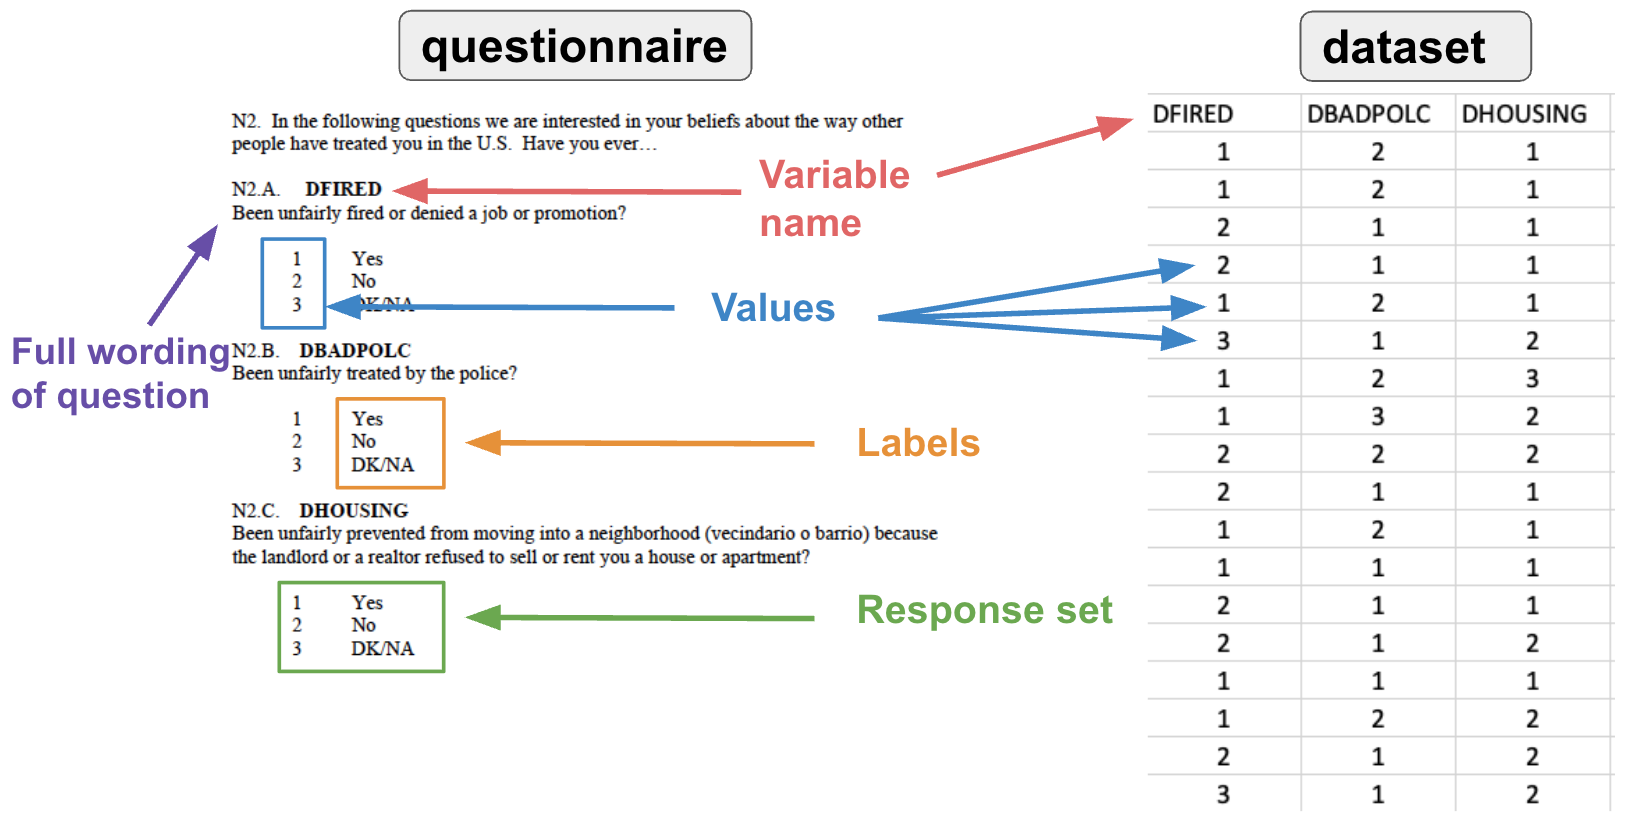 questionnaire
dataset
N2. In the following questions we are interested in your beliefs about the way other
people have treated you in the U.S. Have you ever…
N2.A. DFIRED
Been unfairly fired or denied a job or promotion?
1 Yes
2 No
3 DK/NA
N2.B. DBADPOLC
Been unfairly treated by the police?
1 Yes
2 No
3 DK/NA
N2.C. DHOUSING
Been unfairly prevented from moving into a neighborhood (vecindario o barrio) because
the landlord or a realtor refused to sell or rent you a house or apartment?
1 Yes
2 No
3 DK/NA
Full wording
of question
Variable
name
Values
Labels
Response set
DFIRED DBADPOLC DHOUSING
1 2 1
1 2 1
2 1 1
2 1 1
1 2 1
3 1 2
1 2 3
1 3 2
2 2 2
2 1 1
1 2 1
1 1 1
2 1 1
2 1 2
1 1 1
1 2 2
2 1 2
3 1 2